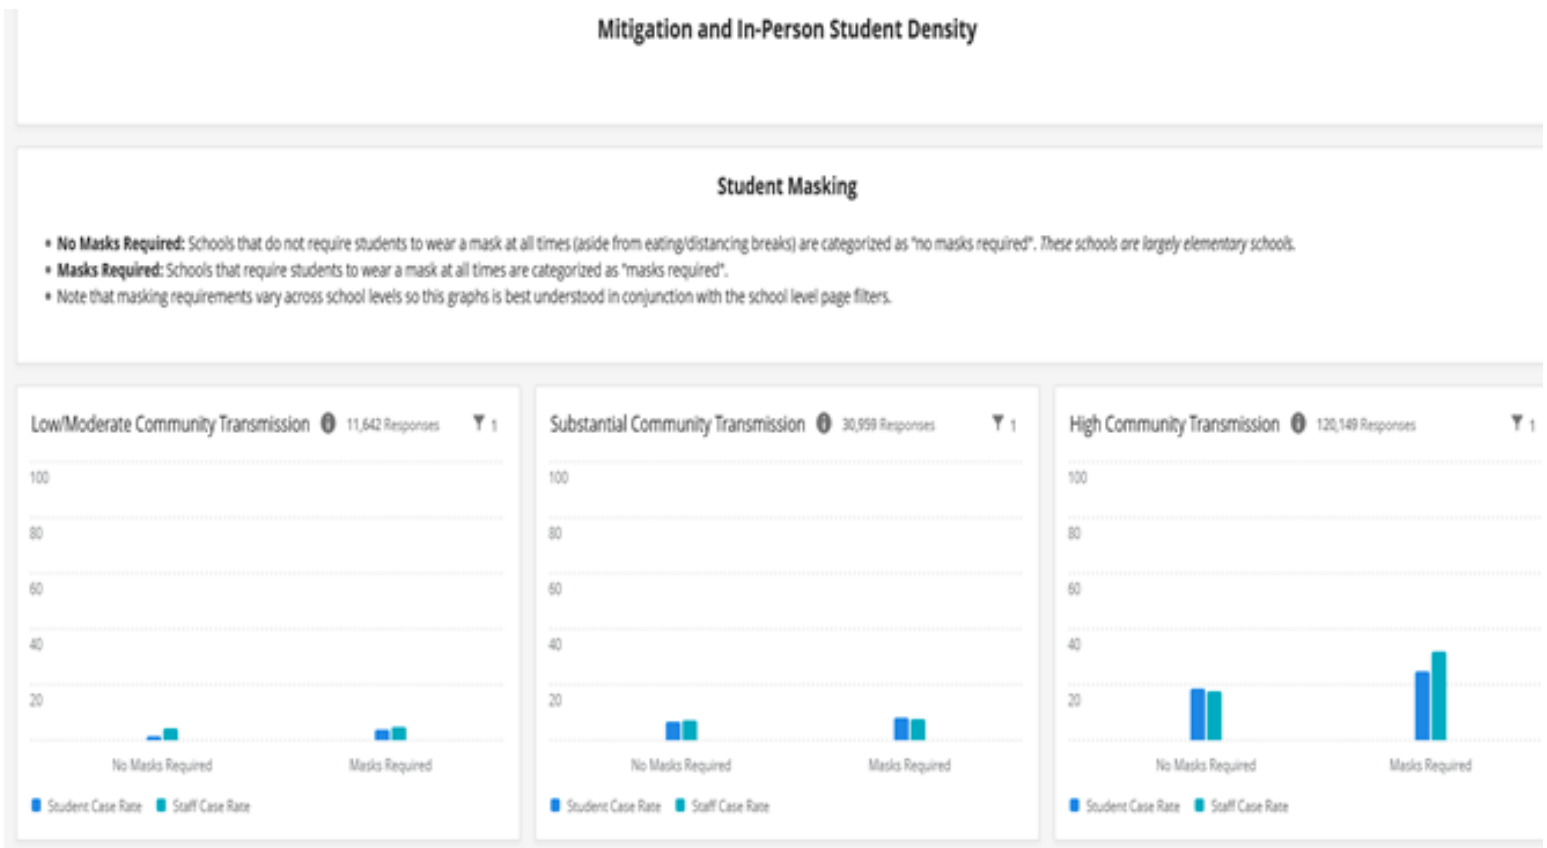 Mitigation and In-Person Student Density
Student Masking
• No Masks Required: Schools that do not require students to wear a mask at all times (aside from eating/distancing breaks) are categorized as "no masks required". These schools are largely elementary schools.
• Masks Required: Schools that require students to wear a mask at all times are categorized as "masks required".
• Note that masking requirements vary across school levels so this graphs is best understood in conjunction with the school level page filters.
Low/Moderate Community Transmission 11,642 Responses 1
100
80
60
40
20
No Masks Required Masks Required
Student Case Rate Staff Case Rate
Substantial Community Transmission 30,959 Responses 1
100
80
60
40
20
No Masks Required Masks Required
Student Case Rate Staff Case Rate
High Community Transmission 120,149 Responses 1
100
80
60
40
20
No Masks Required Masks Required
Student Case Rate Staff Case Rate